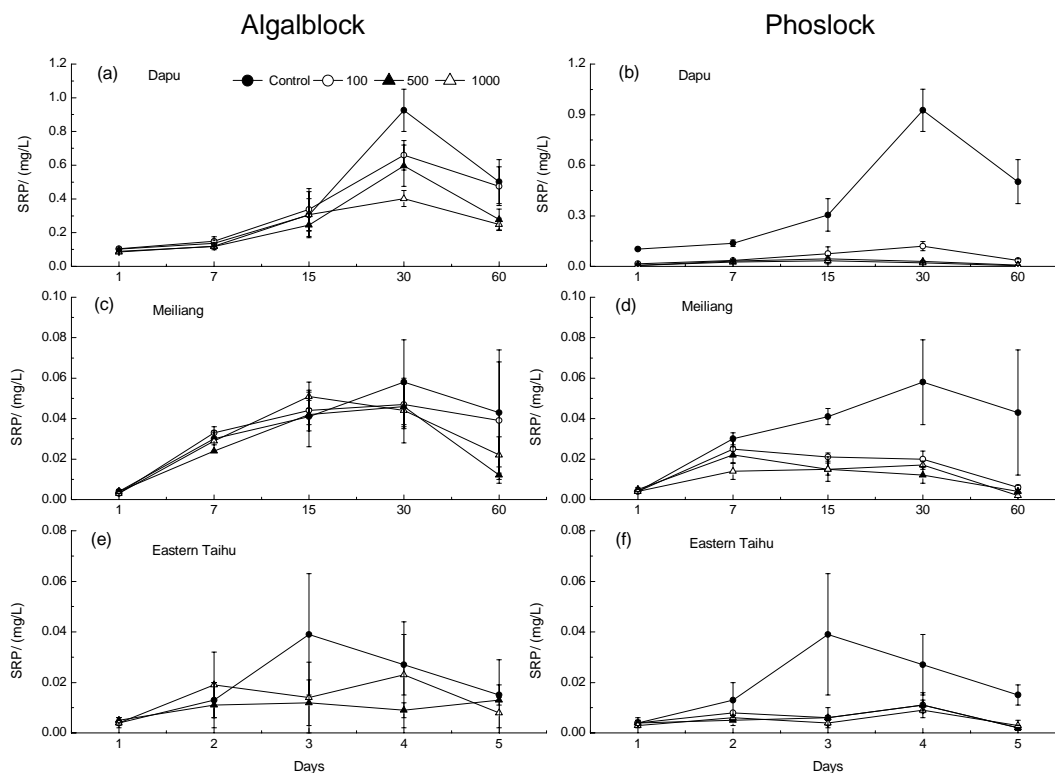 Algalblock
Phoslock
(a) Dapu
Control 100 500 1000
SRP/ (mg/L)
1.2
1.0
0.8
0.6
0.4
0.2
0.0
1 7 15 30 60
(b) Dapu
SRP/ (mg/L)
1.2
0.9
0.6
0.3
0.0
1 7 15 30 60
(c) Meiliang
SRP/ (mg/L)
0.10
0.08
0.06
0.04
0.02
0.00
1 7 15 30 60
(d) Meiliang
SRP/ (mg/L)
0.10
0.08
0.06
0.04
0.02
0.00
1 7 15 30 60
(e) Eastern Taihu
SRP/ (mg/L)
0.08
0.06
0.04
0.02
0.00
1 2 3 4 5
Days
(f) Eastern Taihu
SRP/ (mg/L)
0.08
0.06
0.04
0.02
0.00
1 2 3 4 5
Days